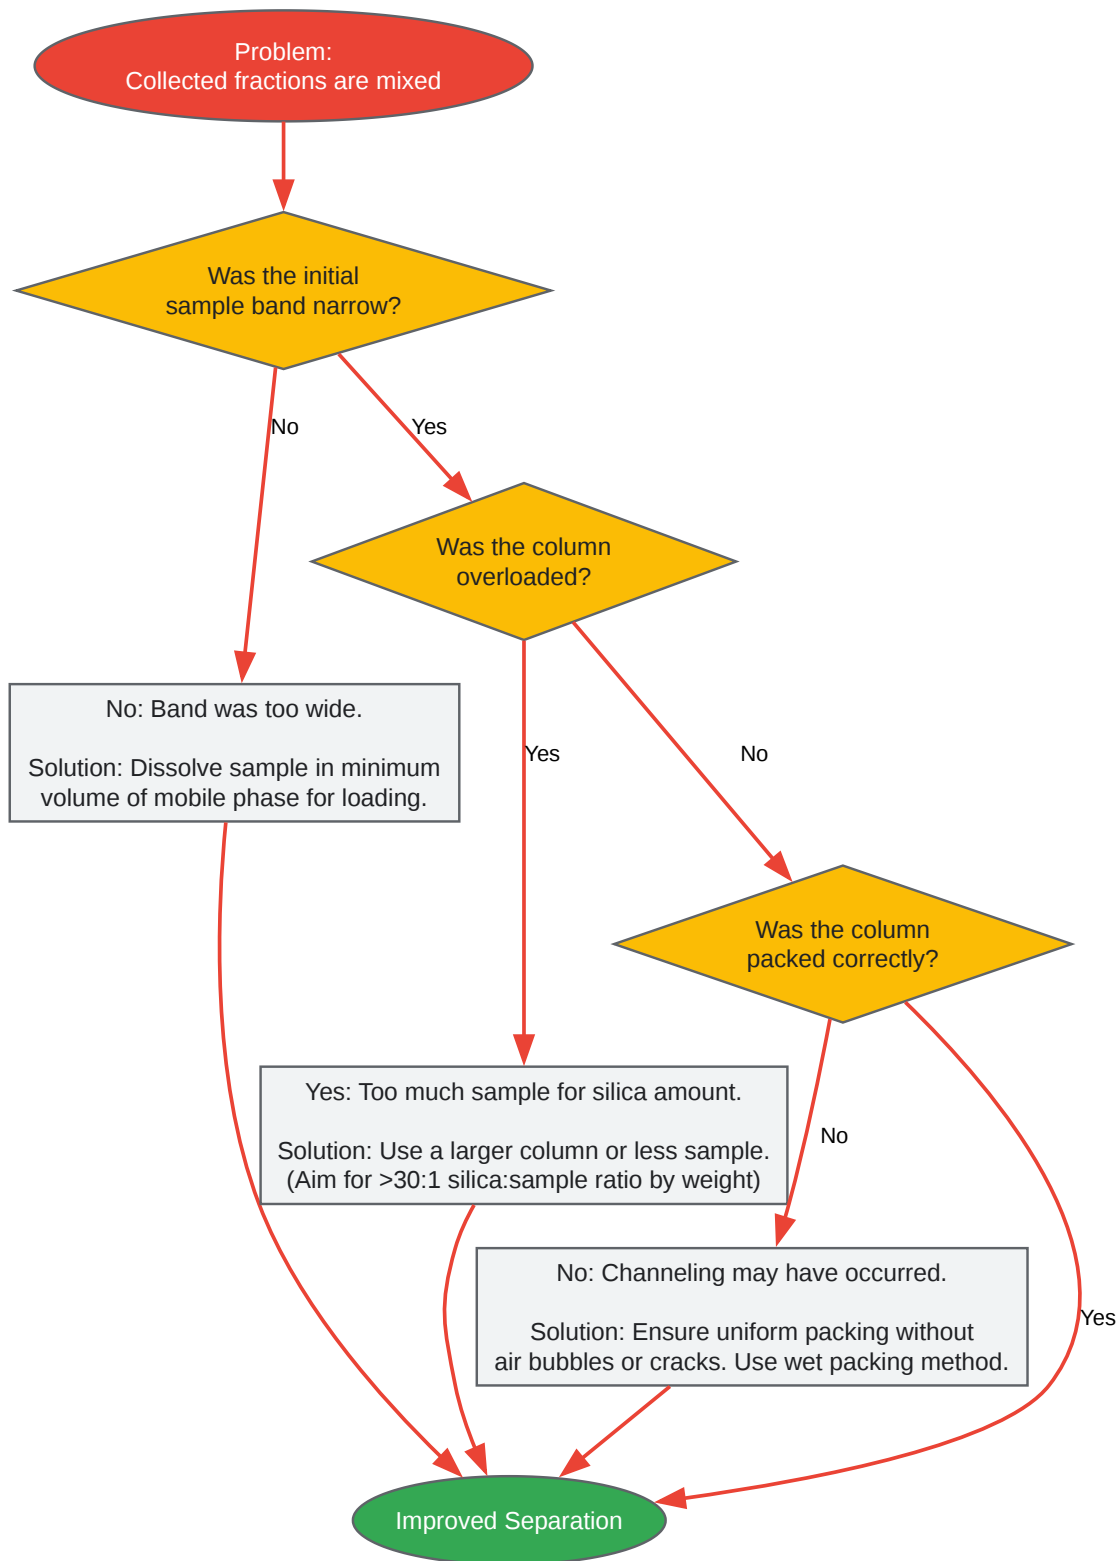 Problem:
Collected fractions are mixed
Was the initial
sample band narrow?
No
Yes
Was the column
overloaded?
No: Band was too wide.
Solution: Dissolve sample in minimum
volume of mobile phase for loading.
Yes
No
Was the column
packed correctly?
Yes: Too much sample for silica amount.
Solution: Use a larger column or less sample.
(Aim for >30:1 silica:sample ratio by weight)
No
No: Channeling may have occurred.
Solution: Ensure uniform packing without
air bubbles or cracks. Use wet packing method.
Yes
Improved Separation